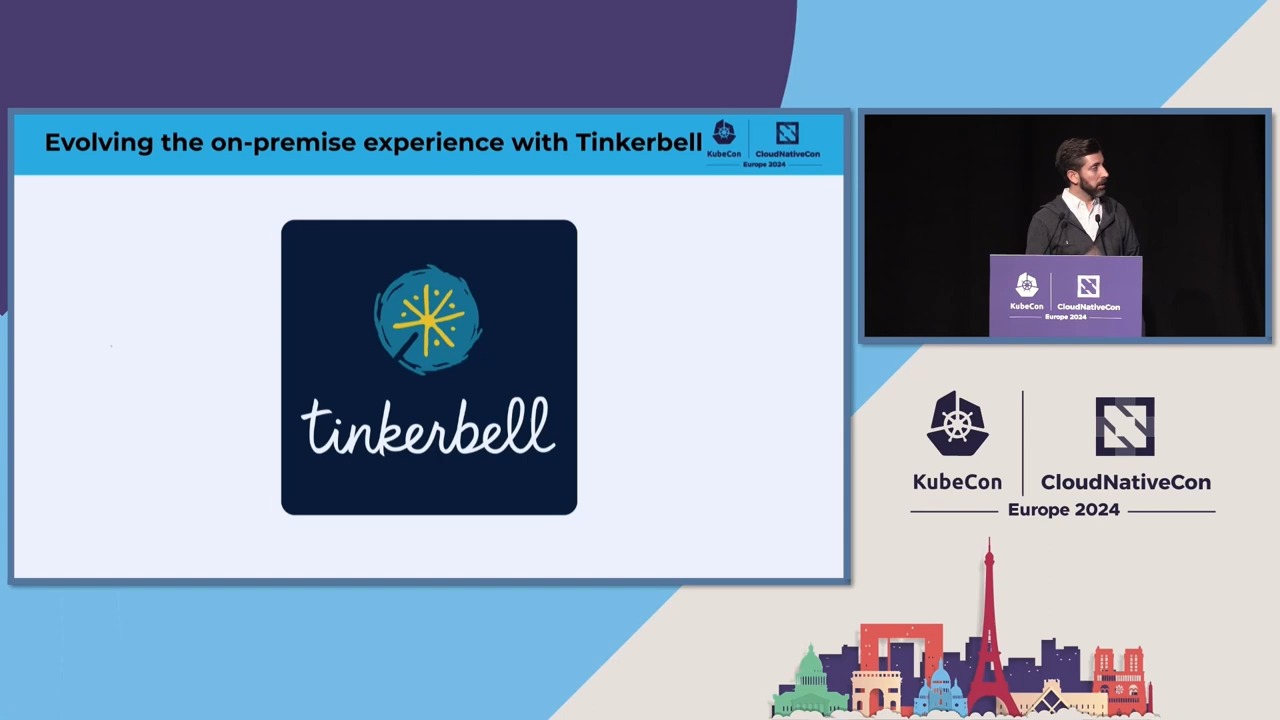 Evolving the on-premise experience with Tinkerbell
KubeCon
CloudNativeCon
Europe 2024
tinkerbell
KubeCon
CloudNativeCon
Europe 2024
KubeCon
CloudNativeCon
Europe 2024